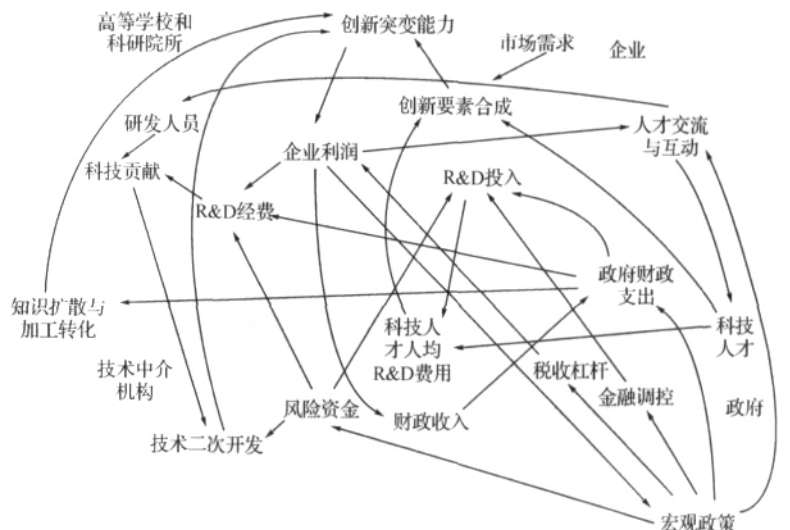 高等学校和
科研院所
创新突变能力
市场需求
企业
创新要素合成
研发人员
人才交流
与互动
企业利润
科技贡献
R&D投入
R&D经费
政府财政
支出
知识扩散与
加工转化
科技人
才人均
R&D费用
科技
人才
技术中介
机构
税收杠杆
金融调控
政府
风险资金
财政收入
技术二次开发
宏观政策